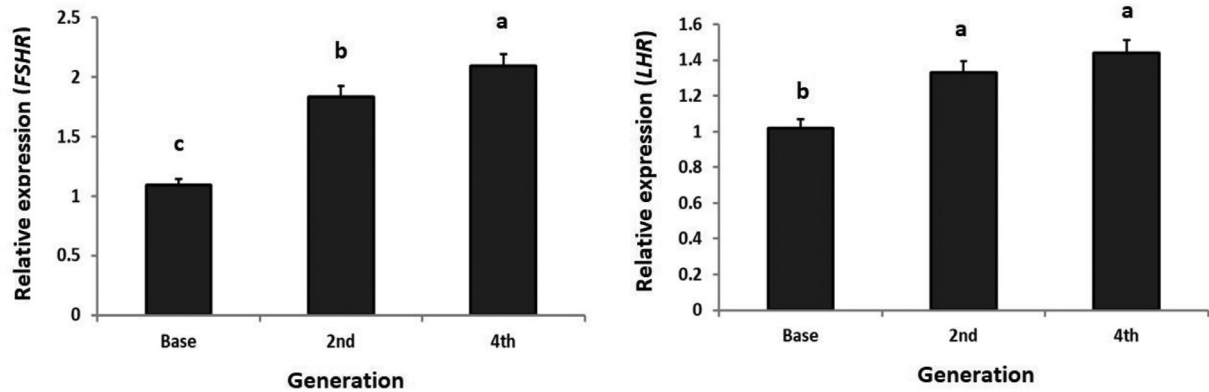 Relative expression (FSHR)
2.5
2
1.5
1
0.5
0
c
b
a
Base 2nd 4th
Generation
Relative expression (LHR)
1.6
1.4
1.2
1
0.8
0.6
0.4
0.2
0
b
a
a
Base 2nd 4th
Generation